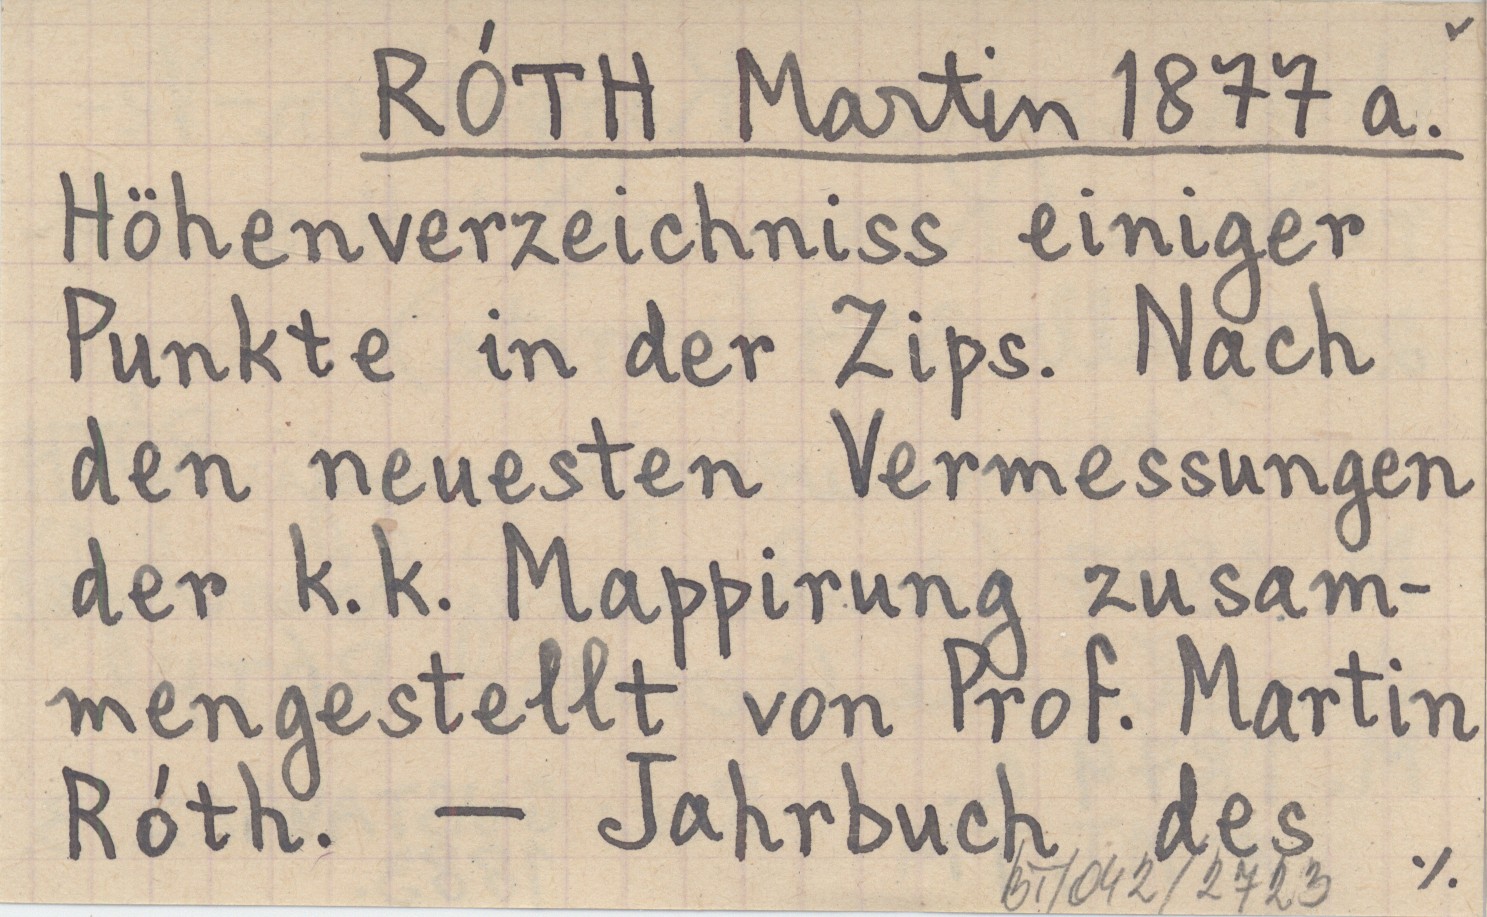 RÓTH Martin 1877 a.
Höhenverzeichniss einiger
Punkte in der Zips. Nach
den neuesten Vermessungen
der k.k. Mappirung zusam-
mengestellt von Prof. Martin
Róth. — Jahrbuch des
/042/2723
./.